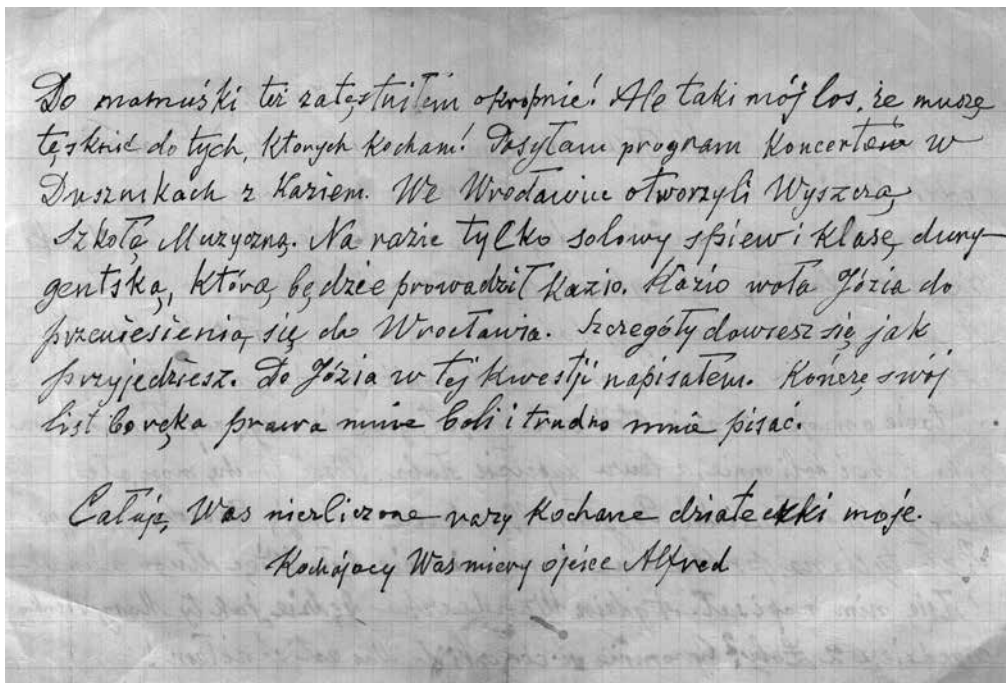 Do mamuśki też zatęskniłem okropnie! Ale taki mój los, że muszę
tęsknić do tych, których kocham! Posyłam program koncertów w
Dusznikach z Kaziem. We Wrocławiu otworzyli Wyższą
Szkołę Muzyczną. Na razie tylko solowy śpiew i klasę dury-
gentską, którą będzie prowadził Kazio. Kazio woła Józia do
przeniesienia się do Wrocławia. Szczegóły dowiesz się jak
przyjedziesz. Do Józia w tej kwestji napisałem. Kończę swój
list bo ręka prawa mnie boli i trudno mnie pisać.
Całuję Was niezliczone razy kochane dziateczki moje.
Kochający Was ojciec Alfred